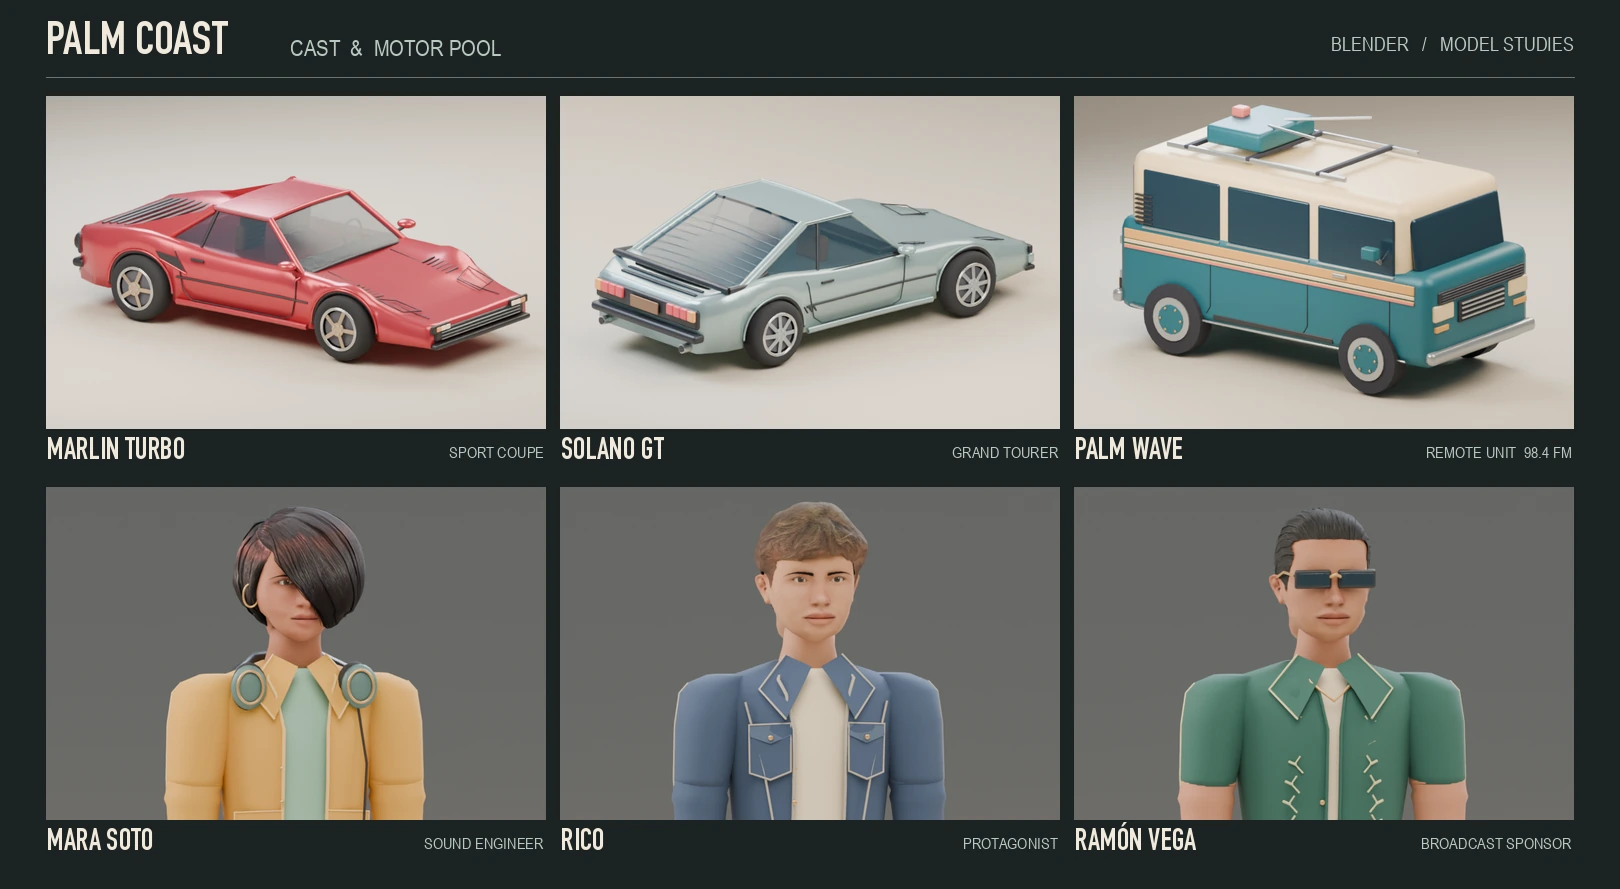 PALM COAST
CAST & MOTOR POOL
BLENDER / MODEL STUDIES
MARLIN TURBO
SPORT COUPE
SOLANO GT
GRAND TOURER
PALM WAVE
REMOTE UNIT 98.4 FM
MARA SOTO
SOUND ENGINEER
RICO
PROTAGONIST
RAMÓN VEGA
BROADCAST SPONSOR